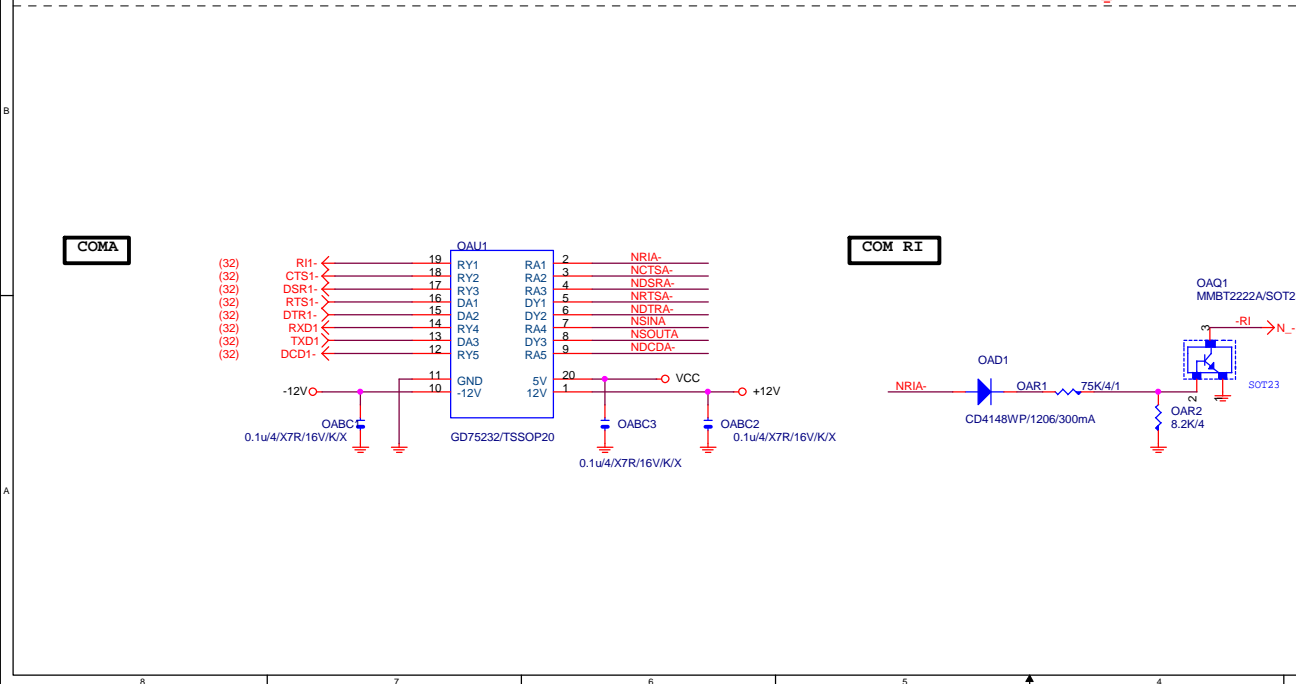 B
COMA
COM RI
OAU1
(32) RI1- 19 RY1 RA1 2 NRIA-
(32) CTS1- 18 RY2 RA2 3 NCTSA-
(32) DSR1- 17 RY3 RA3 4 NDSRA-
(32) RTS1- 16 DA1 DY1 5 NRTSA-
(32) DTR1- 15 DA2 DY2 6 NDTRA-
(32) RXD1 14 RY4 RA4 7 NSINA
(32) TXD1 13 DA3 DY3 8 NSOUTA
(32) DCD1- 12 RY5 RA5 9 NDCDA-
11 GND 5V 20 VCC
-12V 10 -12V 12V 1 +12V
OABC1
0.1u/4/X7R/16V/K/X
GD75232/TSSOP20
OABC3
0.1u/4/X7R/16V/K/X
OABC2
0.1u/4/X7R/16V/K/X
OAQ1
MMBT2222A/SOT2
3
-RI
N_-
SOT23
2
1
OAD1
NRIA-
CD4148WP/1206/300mA
OAR1
75K/4/1
OAR2
8.2K/4
A
8 7 6 5 4